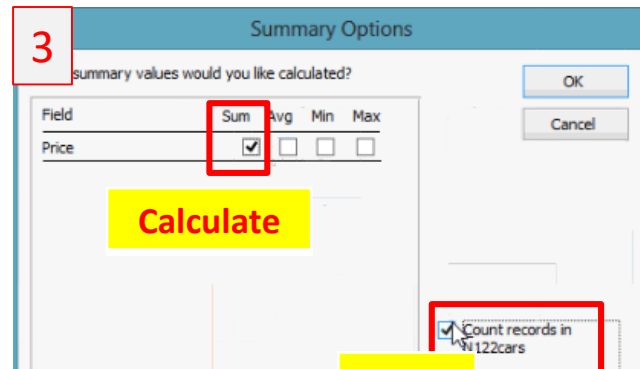 Summary Options
3
summary values would you like calculated?
OK
Field Sum Avg Min Max
Cancel
Price
Calculate
Count records in
N122cars